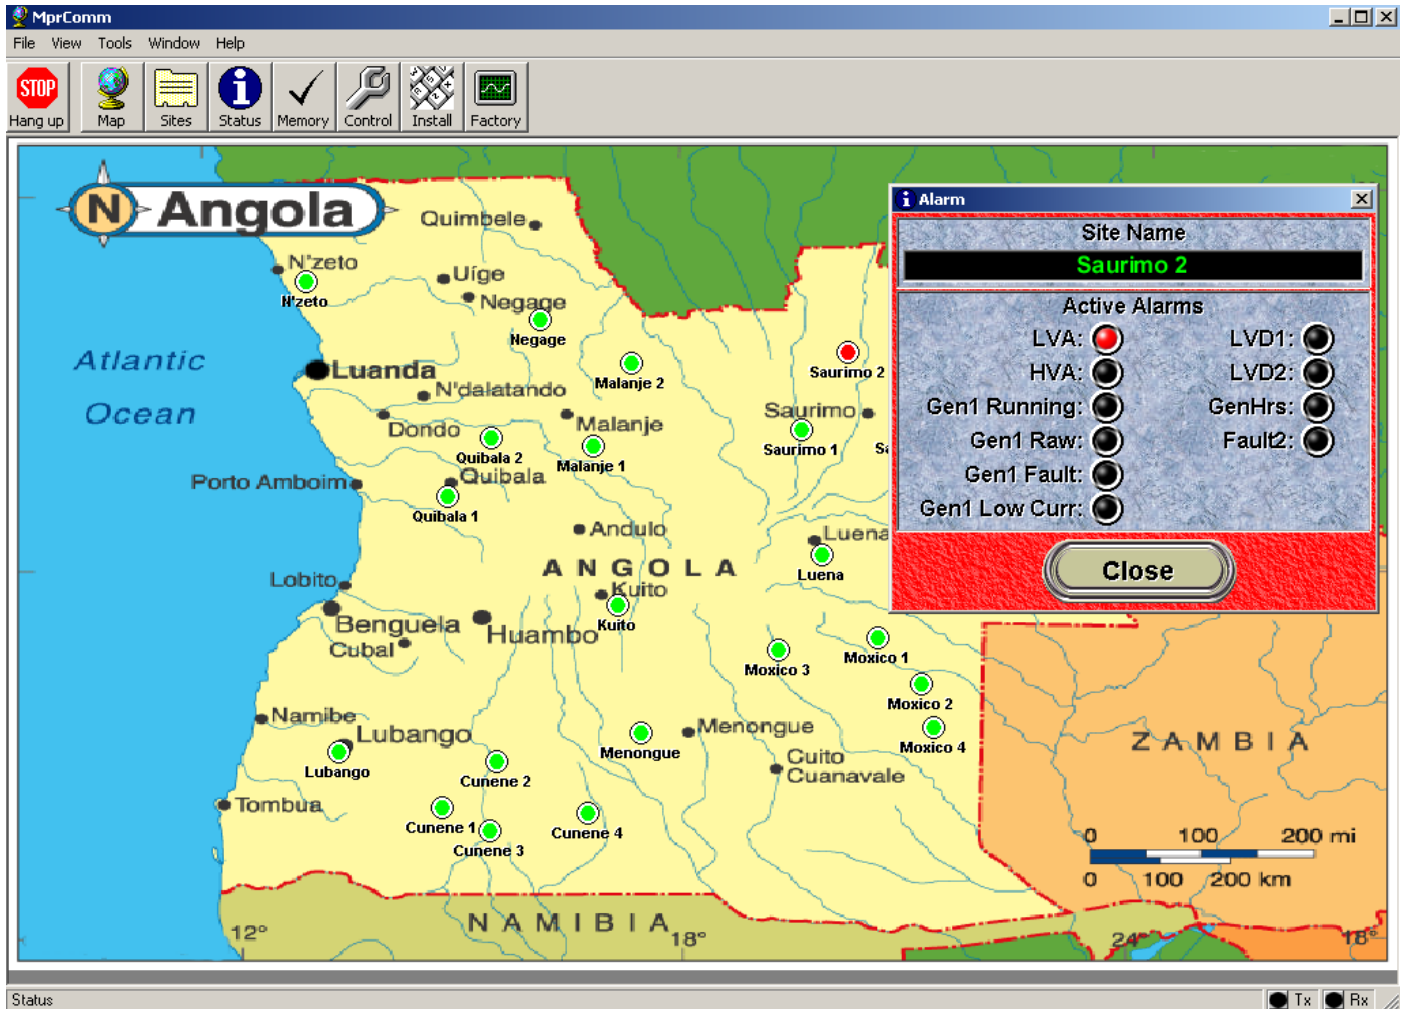 MprComm
File View Tools Window Help
STOP
Hang up Map Sites Status Memory Control Install Factory
N Angola
Quimbele
N'zeto
N'zeto
Uíge
Negage
Negage
Atlantic
Ocean
Luanda
N'dalatando
Malanje 2
Saurimo 2
Dondo
Malanje
Saurimo
Quibala 2
Malanje 1
Saurimo 1
Porto Amboim
Quibala
Quibala 1
Andulo
Luena
ANGOLA
Luena
Lobito
Kuito
Kuito
Benguela
Huambo
Cubal
Moxico 1
Moxico 3
Moxico 2
Namibe
Lubango
Menongue
Menongue
Moxico 4
ZAMBIA
Lubango
Cunene 2
Cuito
Cuanavale
Tombua
Cunene 1
Cunene 4
Cunene 3
0 100 200 mi
0 100 200 km
NAMIBIA
12°
18°
24°
18°
Alarm
Site Name
Saurimo 2
Active Alarms
LVA: LVD1:
HVA: LVD2:
Gen1 Running: GenHrs:
Gen1 Raw: Fault2:
Gen1 Fault:
Gen1 Low Curr:
Close
Status Tx Rx